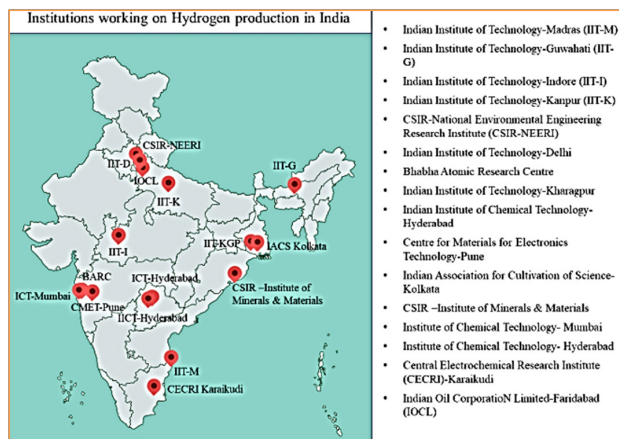 Institutions working on Hydrogen production in India
CSIR-NEERI
IIT-D
IOCL
IIT-K
IIT-G
IIT-I
IIT-KGP
IACS Kolkata
BARC
ICT-Hyderabad
ICT-Mumbai
CMET-Pune
CSIR –Institute of
Minerals & Materials
IICT-Hyderabad
IIT-M
CECRI Karaikudi
• Indian Institute of Technology-Madras (IIT-M)
• Indian Institute of Technology-Guwahati (IIT-
G)
• Indian Institute of Technology-Indore (IIT-I)
• Indian Institute of Technology-Kanpur (IIT-K)
• CSIR-National Environmental Engineering
Research Institute (CSIR-NEERI)
• Indian Institute of Technology-Delhi
• Bhabha Atomic Research Centre
• Indian Institute of Technology-Kharagpur
• Indian Institute of Chemical Technology-
Hyderabad
• Centre for Materials for Electronics
Technology-Pune
• Indian Association for Cultivation of Science-
Kolkata
• CSIR –Institute of Minerals & Materials
• Institute of Chemical Technology- Mumbai
• Institute of Chemical Technology- Hyderabad
• Central Electrochemical Research Institute
(CECRI)-Karaikudi
• Indian Oil CorporatioN Limited-Faridabad
(IOCL)